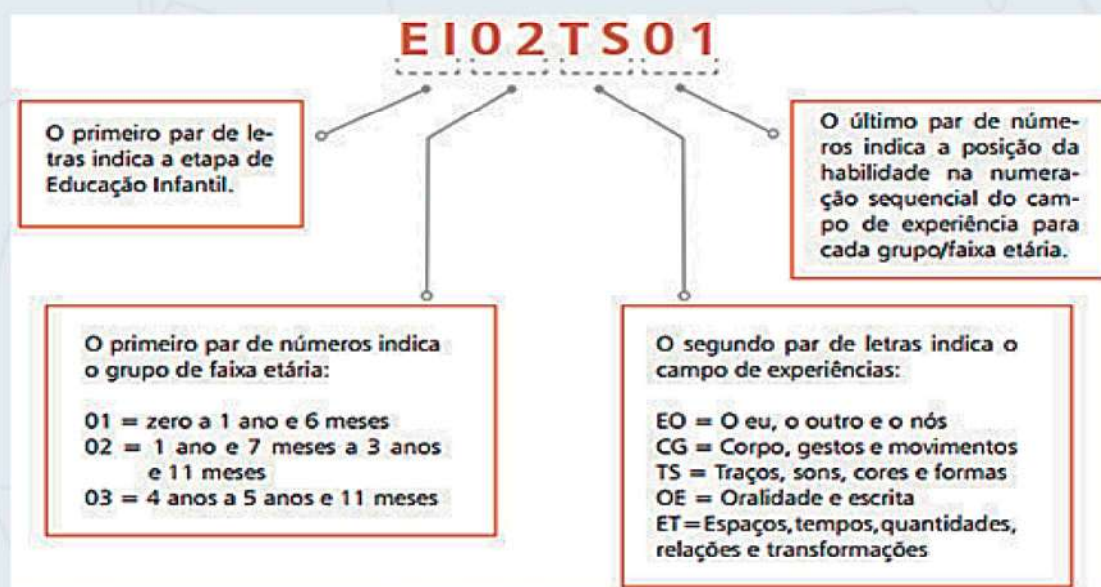 EI02TS01
O primeiro par de le-
tras indica a etapa de
Educação Infantil.
O último par de núme-
ros indica a posição da
habilidade na numera-
ção sequencial do cam-
po de experiência para
cada grupo/faixa etária.
O primeiro par de números indica
o grupo de faixa etária:
01 = zero a 1 ano e 6 meses
02 = 1 ano e 7 meses a 3 anos
e 11 meses
03 = 4 anos a 5 anos e 11 meses
O segundo par de letras indica o
campo de experiências:
EO = O eu, o outro e o nós
CG = Corpo, gestos e movimentos
TS = Traços, sons, cores e formas
OE = Oralidade e escrita
ET=Espaços,tempos,quantidades,
relações e transformações